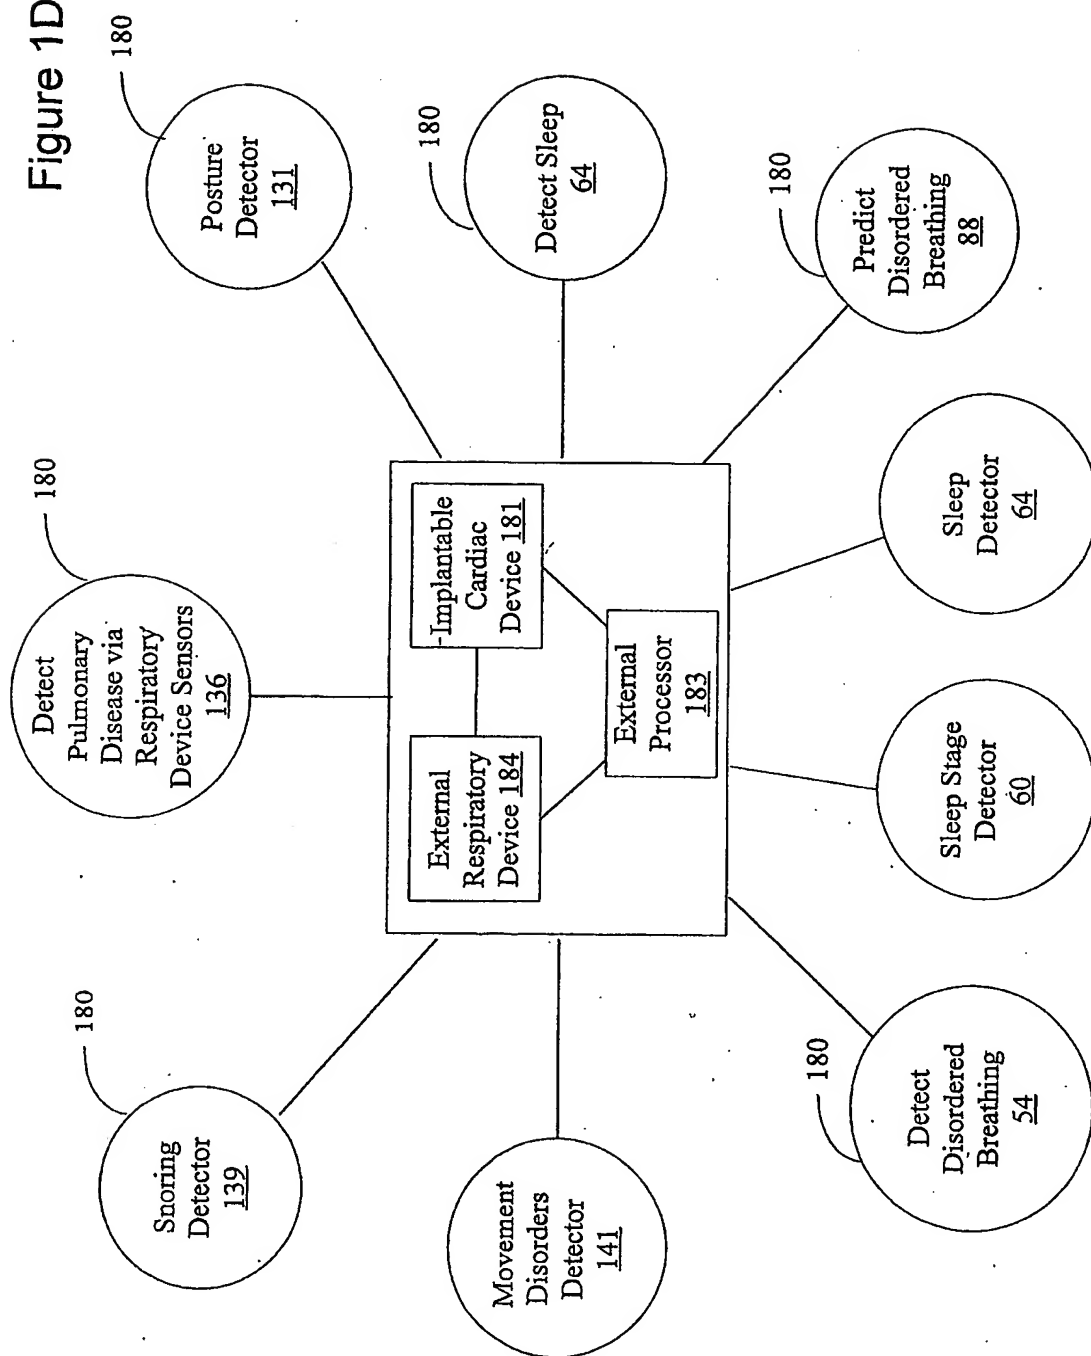 Figure 1D
180
Posture
Detector
131
180
Detect Sleep
64
180
Predict
Disordered
Breathing
88
180
Detect
Pulmonary
Disease via
Respiratory
Device Sensors
136
Implantable
Cardiac
Device 181
External
Respiratory
Device 184
External
Processor
183
Sleep
Detector
64
Sleep Stage
Detector
60
180
Snoring
Detector
139
Movement
Disorders
Detector
141
180
Detect
Disordered
Breathing
54